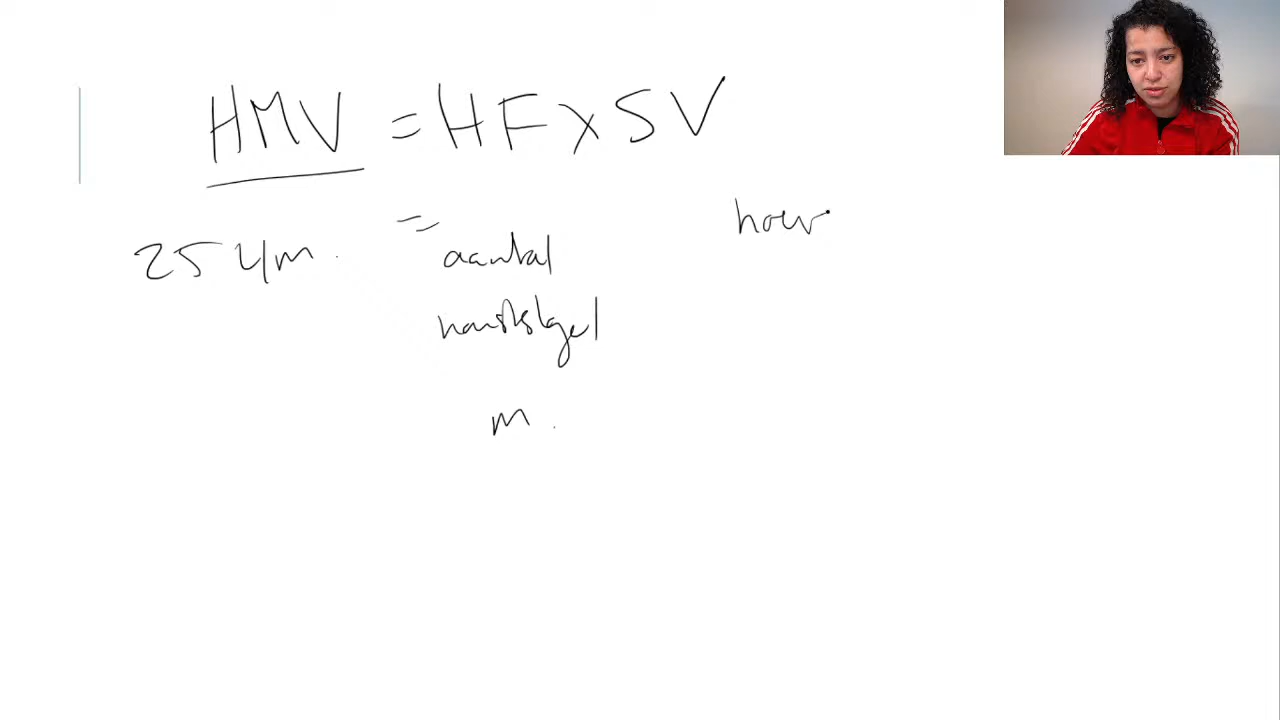 HMV = HF x SV
25 L/m. = aantal hoev
hartslagen
m.